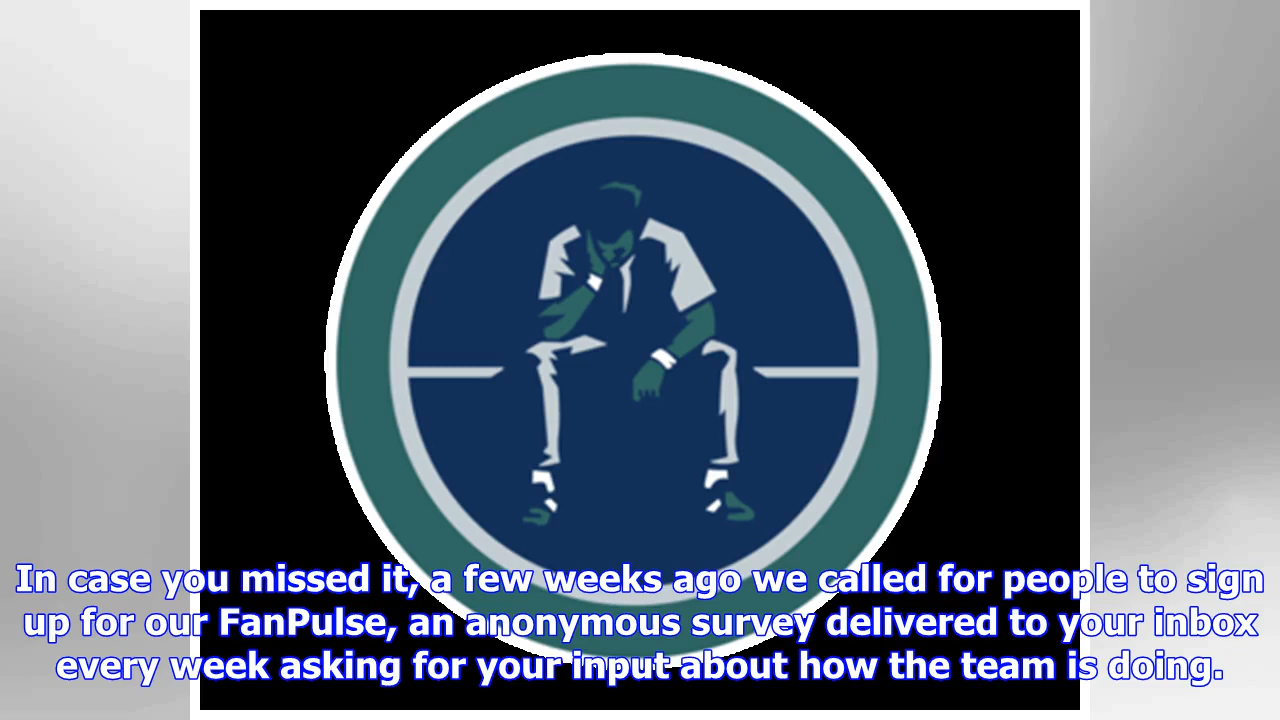 In case you missed it, a few weeks ago we called for people to sign
up for our FanPulse, an anonymous survey delivered to your inbox
every week asking for your input about how the team is doing.